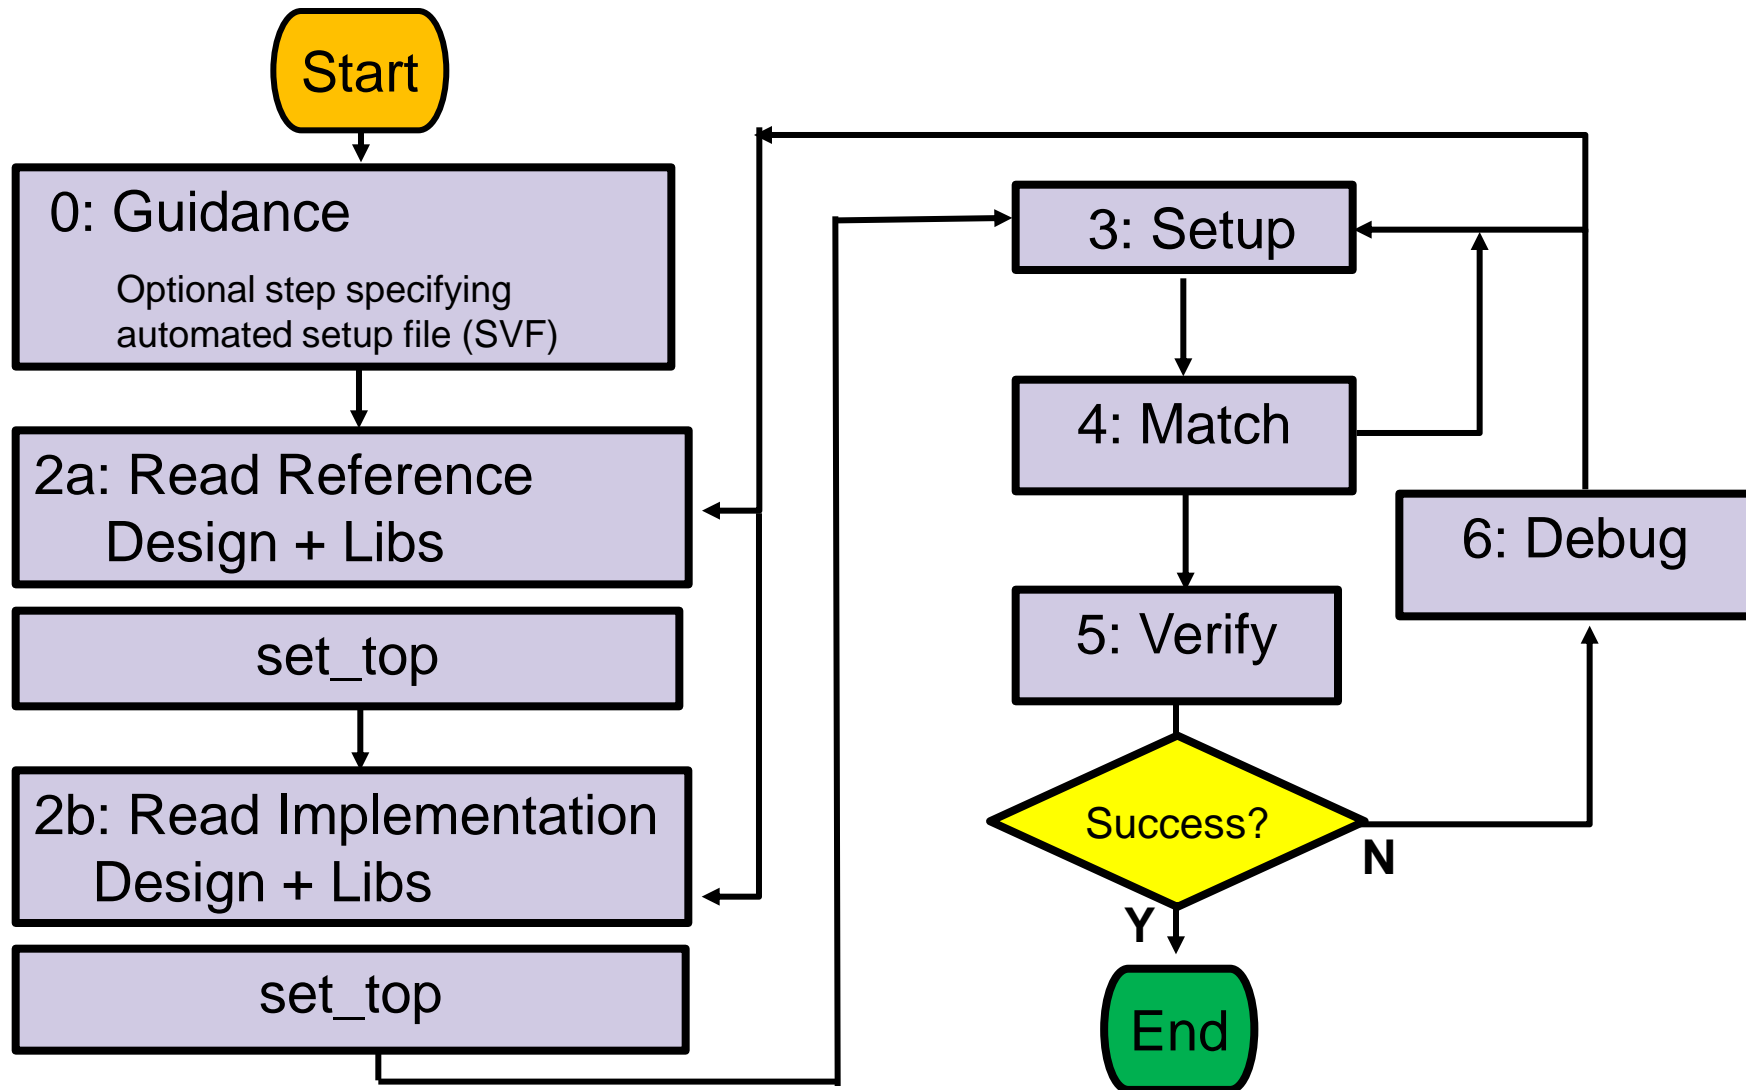 Start
0: Guidance
Optional step specifying
automated setup file (SVF)
2a: Read Reference
Design + Libs
set_top
2b: Read Implementation
Design + Libs
set_top
3: Setup
4: Match
5: Verify
6: Debug
Success?
N
Y
End